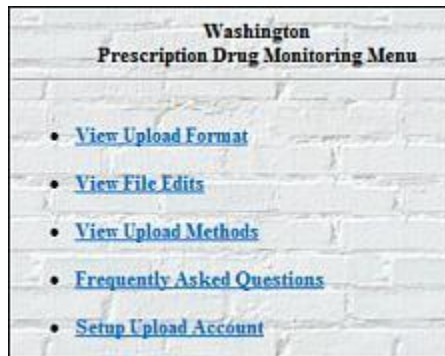 Washington
Prescription Drug Monitoring Menu
View Upload Format
View File Edits
View Upload Methods
Frequently Asked Questions
Setup Upload Account